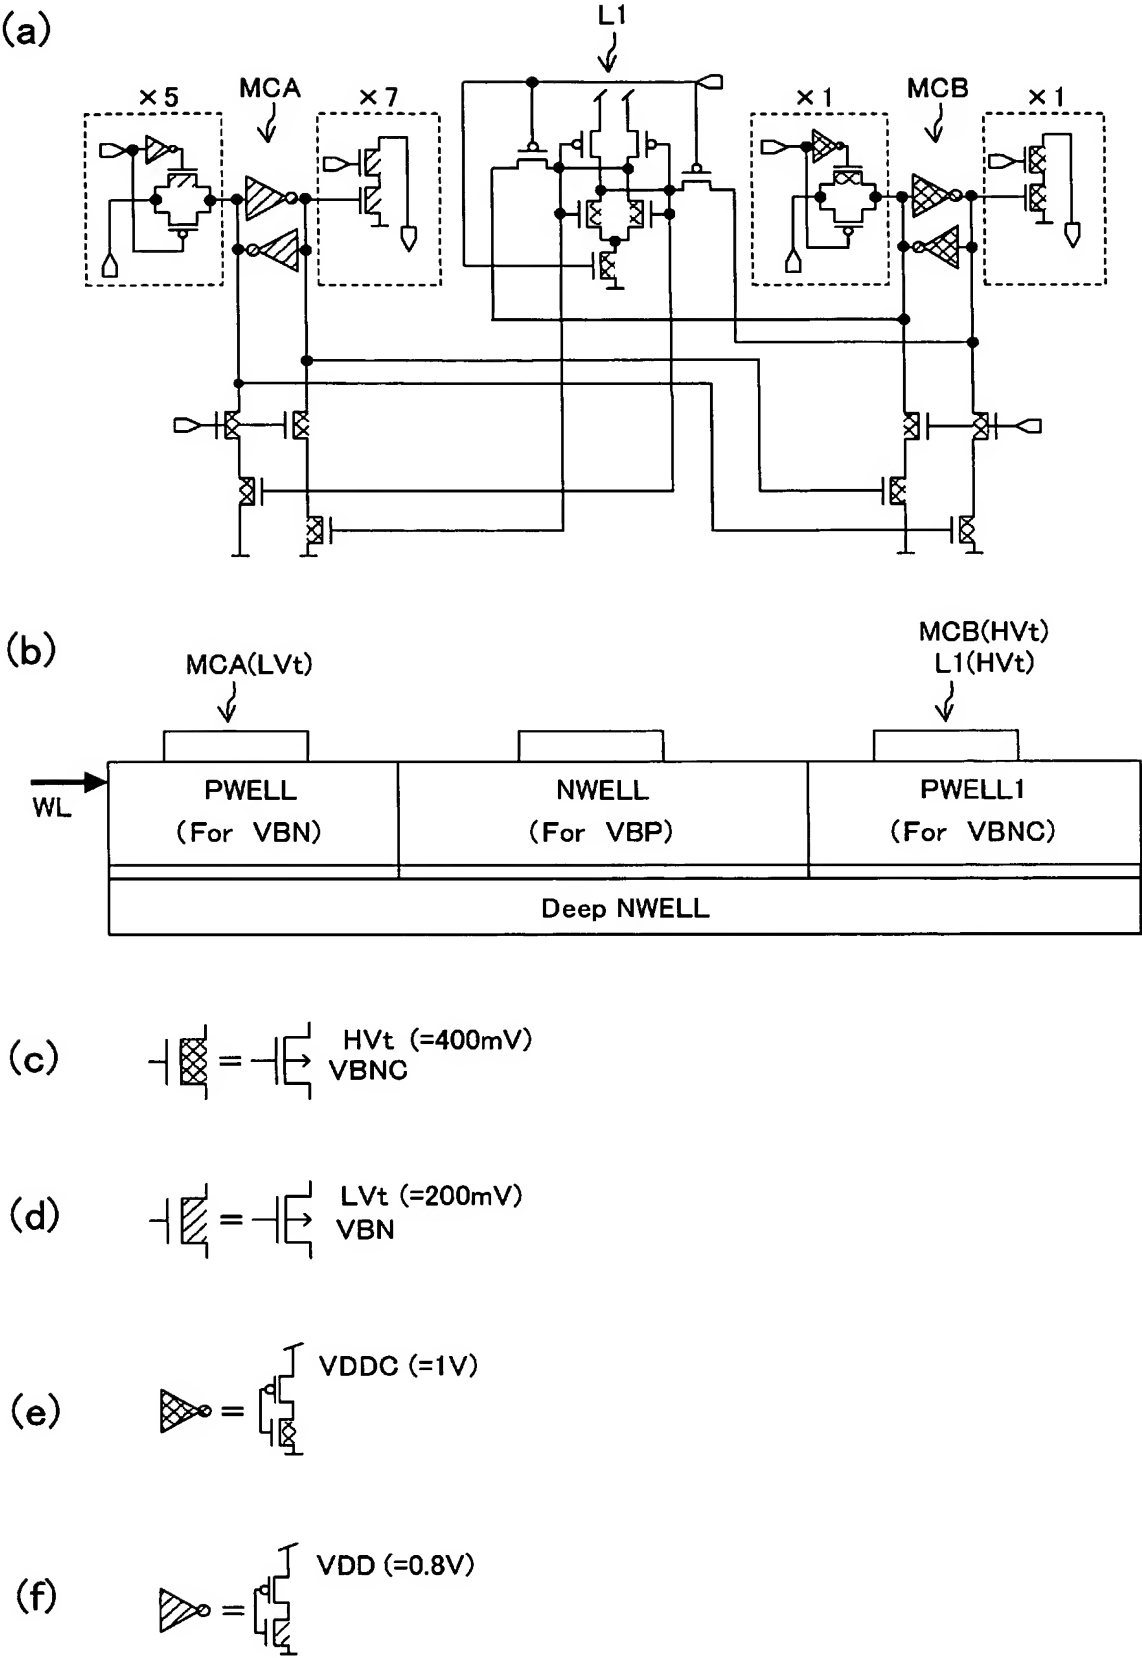 (a)
L1
×5
MCA
×7
×1
MCB
×1
(b)
MCA(LVt)
MCB(HVt)
L1(HVt)
WL
PWELL
(For VBN)
NWELL
(For VBP)
PWELL1
(For VBNC)
Deep NWELL
(c)
=
HVt (=400mV)
VBNC
(d)
=
LVt (=200mV)
VBN
(e)
=
VDDC (=1V)
(f)
=
VDD (=0.8V)